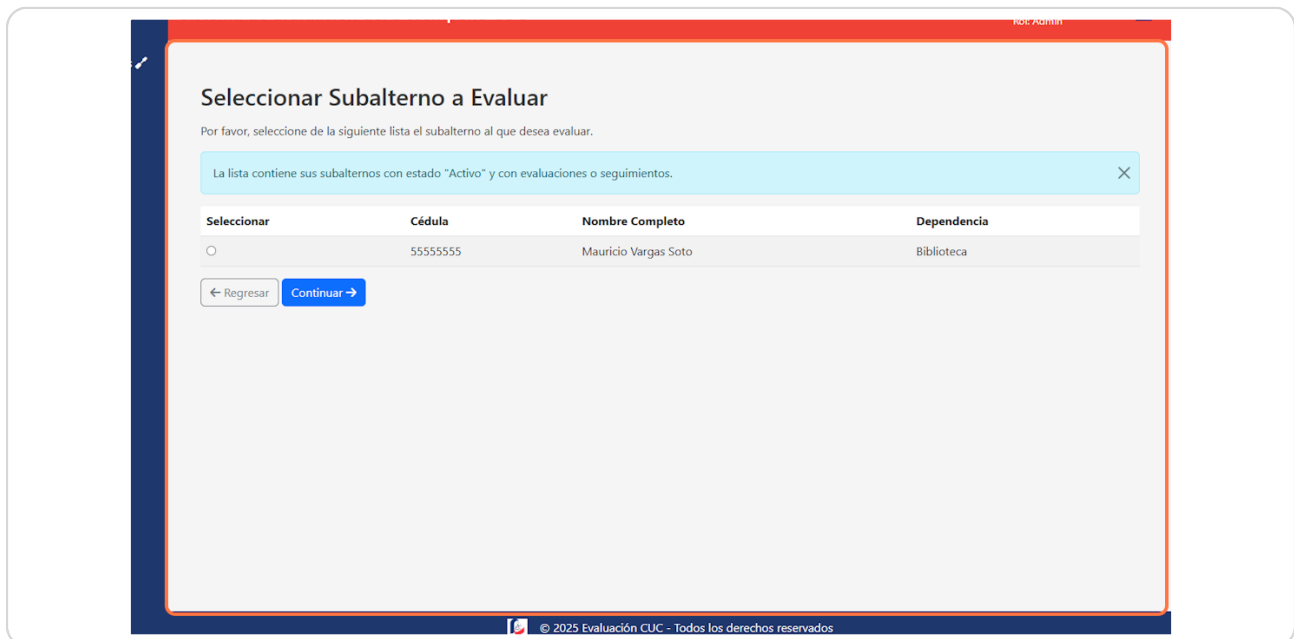 Rol: Admin
Seleccionar Subalterno a Evaluar
Por favor, seleccione de la siguiente lista el subalterno al que desea evaluar.
La lista contiene sus subalternos con estado "Activo" y con evaluaciones o seguimientos.
Seleccionar Cédula Nombre Completo Dependencia
55555555 Mauricio Vargas Soto Biblioteca
← Regresar Continuar →
© 2025 Evaluación CUC - Todos los derechos reservados